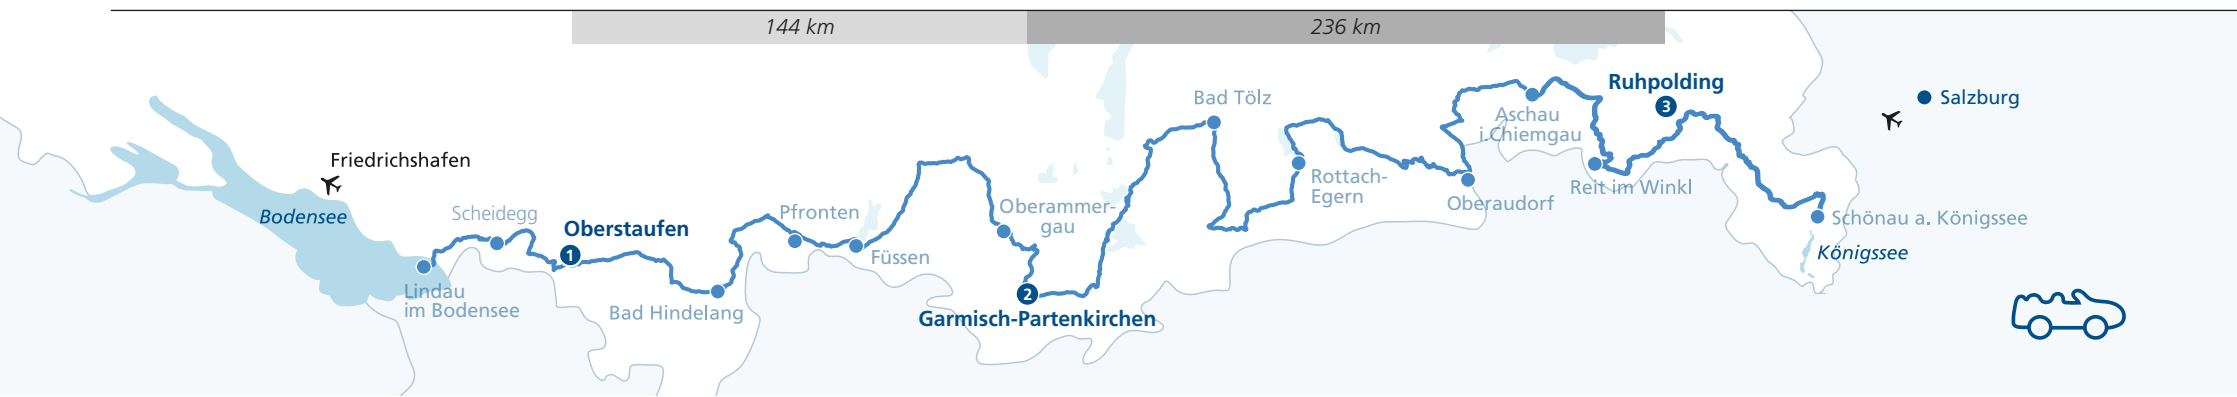 144 km
236 km
Ruhpolding
3
Bad Tölz
Salzburg
Aschau
i.Chiemgau
Friedrichshafen
Rottach-
Egern
Reit im Winkl
Oberaudorf
Bodensee
Scheidegg
Pfronten
Oberammer-
gau
Schönau a. Königssee
Oberstaufen
1
Füssen
Königssee
Lindau
im Bodensee
2
Bad Hindelang
Garmisch-Partenkirchen